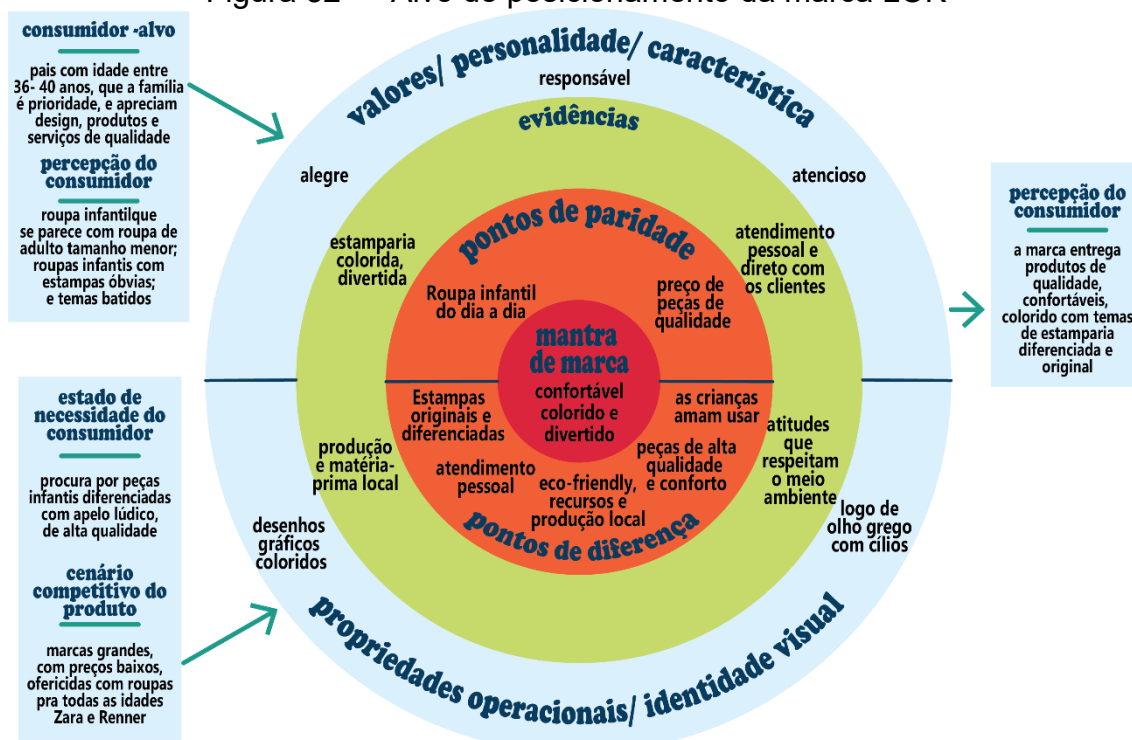 consumidor -alvo
pais com idade entre
36- 40 anos, que a família
é prioridade, e apreciam
design, produtos e
serviços de qualidade
percepção do
consumidor
roupa infantilque
se parece com roupa de
adulto tamanho menor;
roupas infantis com
estampas óbvias;
e temas batidos
estado de
necessidade do
consumidor
procura por peças
infantis diferenciadas
com apelo lúdico,
de alta qualidade
cenário
competitivo do
produto
marcas grandes,
com preços baixos,
ofericidas com roupas
pra todas as idades
Zara e Renner
valores/ personalidade/ característica
responsável
alegre
atencioso
evidências
estamparia
colorida,
divertida
atendimento
pessoal e
direto com
os clientes
pontos de paridade
Roupa infantil
do dia a dia
preço de
peças de
qualidade
mantra
de marca
confortável
colorido e
divertido
Estampas
originais e
diferenciadas
as crianças
amam usar
atendimento
pessoal
eco-friendly,
recursos e
produção local
peças de alta
qualidade
e conforto
pontos de diferença
produção
e matéria-
prima local
atitudes
que
respeitam
o meio
ambiente
desenhos
gráficos
coloridos
logo de
olho grego
com cílios
propriedades operacionais/ identidade visual
percepção do
consumidor
a marca entrega
produtos de
qualidade,
confortáveis,
colorido com temas
de estamparia
diferenciada e
original